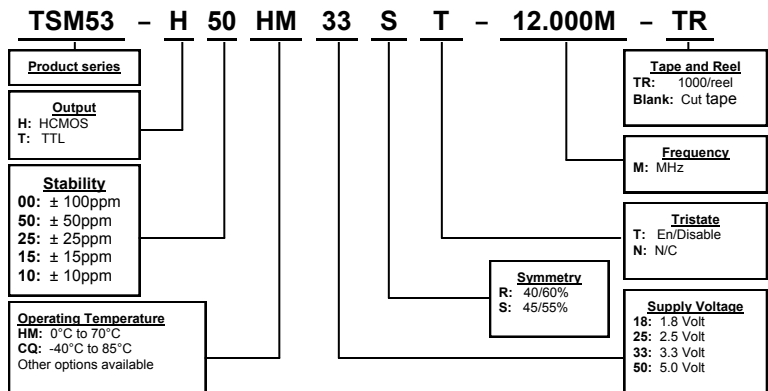 TSM53 – H 50 HM 33 S T – 12.000M – TR
Product series
Output
H: HCMOS
T: TTL
Stability
00: ± 100ppm
50: ± 50ppm
25: ± 25ppm
15: ± 15ppm
10: ± 10ppm
Operating Temperature
HM: 0°C to 70°C
CQ: -40°C to 85°C
Other options available
Symmetry
R: 40/60%
S: 45/55%
Tape and Reel
TR: 1000/reel
Blank: Cut tape
Frequency
M: MHz
Tristate
T: En/Disable
N: N/C
Supply Voltage
18: 1.8 Volt
25: 2.5 Volt
33: 3.3 Volt
50: 5.0 Volt